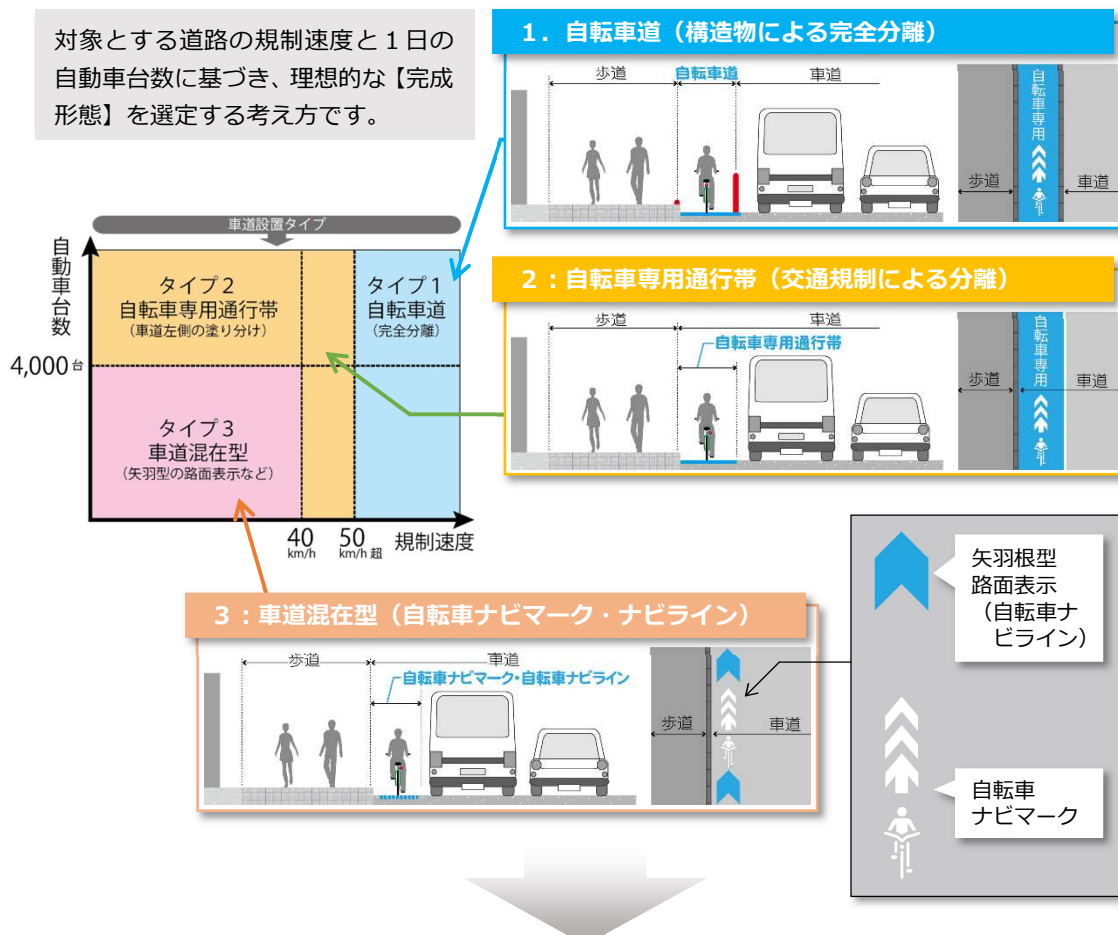 対象とする道路の規制速度と１日の
自動車台数に基づき、理想的な【完成
形態】を選定する考え方です。
１．自転車道（構造物による完全分離）
歩道
自転車道
車道
自転車専用
歩道
車道
車道設置タイプ
自動車台数
タイプ２
自転車専用通行帯
（車道左側の塗り分け）
タイプ１
自転車道
（完全分離）
4,000台
タイプ３
車道混在型
（矢羽型の路面表示など）
40
km/h
50
km/h 超
規制速度
２：自転車専用通行帯（交通規制による分離）
歩道
車道
自転車専用通行帯
自転車専用
歩道
車道
３：車道混在型（自転車ナビマーク・ナビライン）
歩道
車道
自転車ナビマーク・自転車ナビライン
歩道
車道
矢羽根型
路面表示
（自転車ナ
ビライン）
自転車
ナビマーク